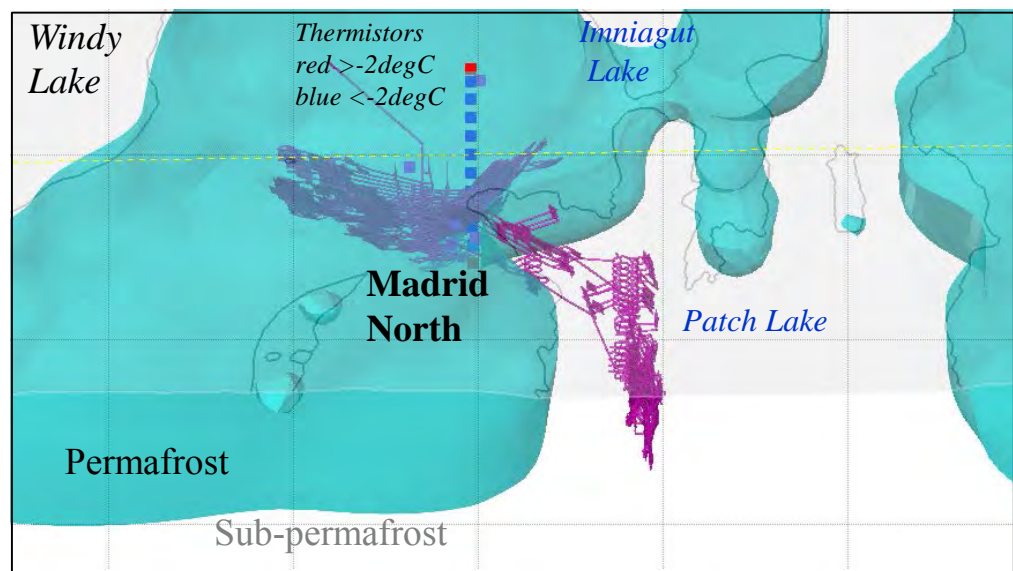 Windy
Lake
Thermistors
red >-2degC
blue <-2degC
Imniagut
Lake
Madrid
North
Patch Lake
Permafrost
Sub-permafrost